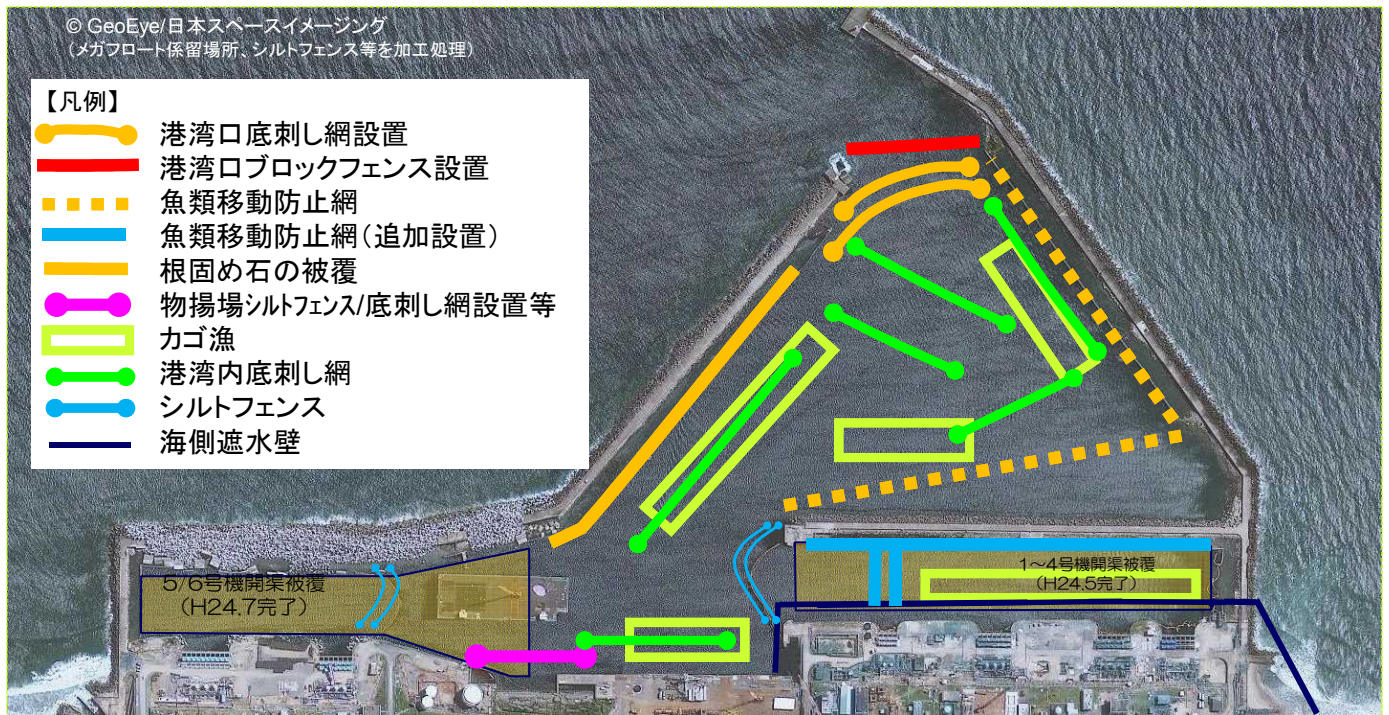 © GeoEye/日本スペースイメージング
（メガフロート係留場所、シルトフェンス等を加工処理）
【凡例】
港湾口底刺し網設置
港湾口ブロックフェンス設置
魚類移動防止網
魚類移動防止網（追加設置）
根固め石の被覆
物揚場シルトフェンス/底刺し網設置等
カゴ漁
港湾内底刺し網
シルトフェンス
海側遮水壁
5/6号機開渠被覆
（H24.7完了）
1～4号機開渠被覆
（H24.5完了）